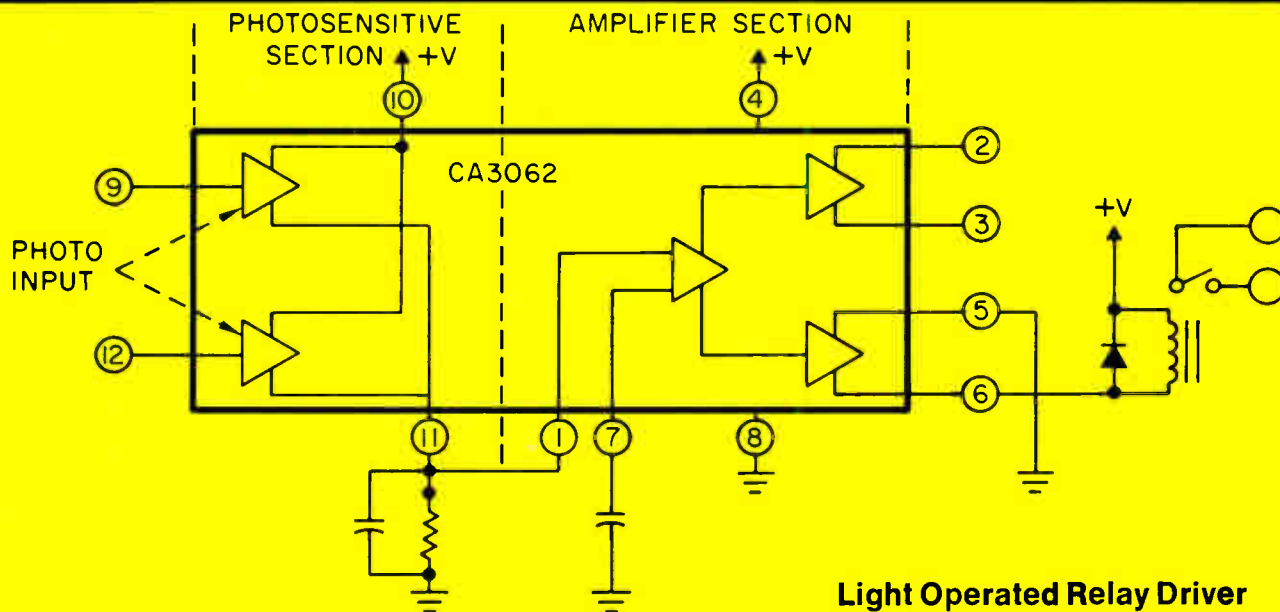 PHOTOSENSITIVE
SECTION
+V
AMPLIFIER SECTION
+V
10
4
CA3062
9
2
3
+V
PHOTO
INPUT
5
12
6
11
1
7
8
Light Operated Relay Driver